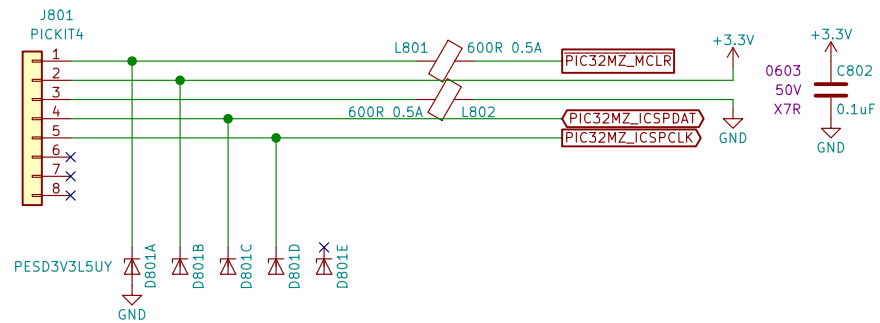 J801
PICKIT4
1
2
3
4
5
6
7
8
L801
600R 0.5A
PIC32MZ_MCLR
+3.3V
600R 0.5A
L802
PIC32MZ_ICSPDAT
PIC32MZ_ICSPCLK
GND
+3.3V
0603
50V
X7R
C802
0.1uF
GND
PESD3V3L5UY
D801A
D801B
D801C
D801D
D801E
GND